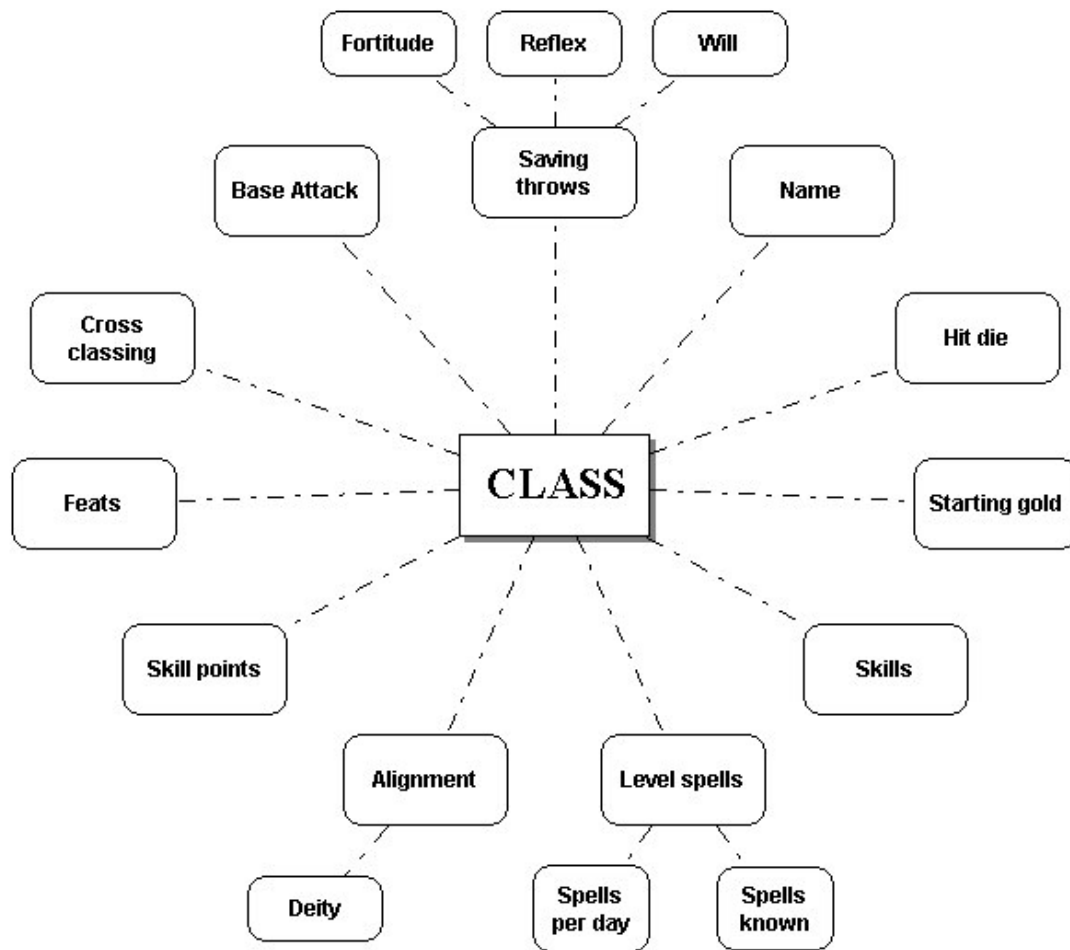 Fortitude
Reflex
Will
Saving
throws
Base Attack
Name
Cross
classing
Hit die
CLASS
Feats
Starting gold
Skill points
Skills
Alignment
Level spells
Deity
Spells
per day
Spells
known